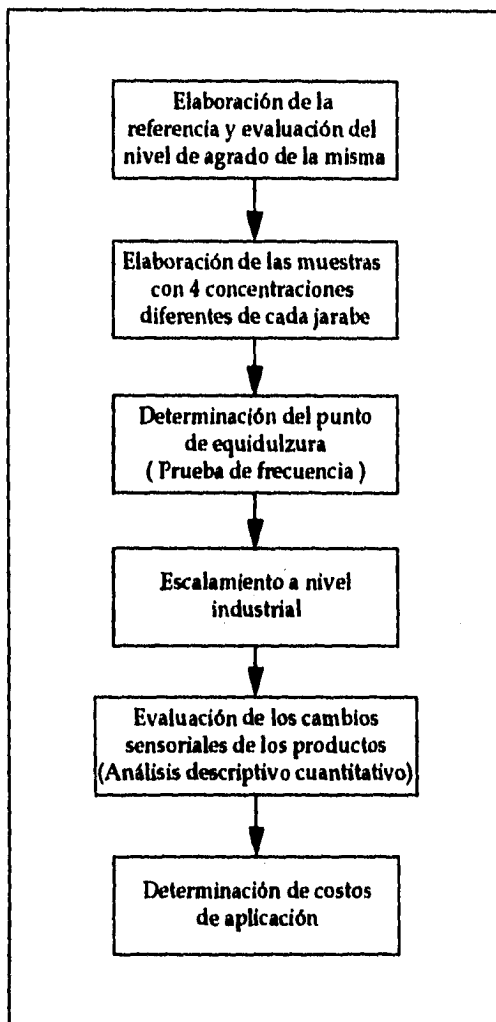 Elaboración de la
referencia y evaluación del
nivel de agrado de la misma
Elaboración de las muestras
con 4 concentraciones
diferentes de cada jarabe
Determinación del punto
de equidulzura
( Prueba de frecuencia )
Escalamiento a nivel
industrial
Evaluación de los cambios
sensoriales de los productos
(Análisis descriptivo cuantitativo)
Determinación de costos
de aplicación